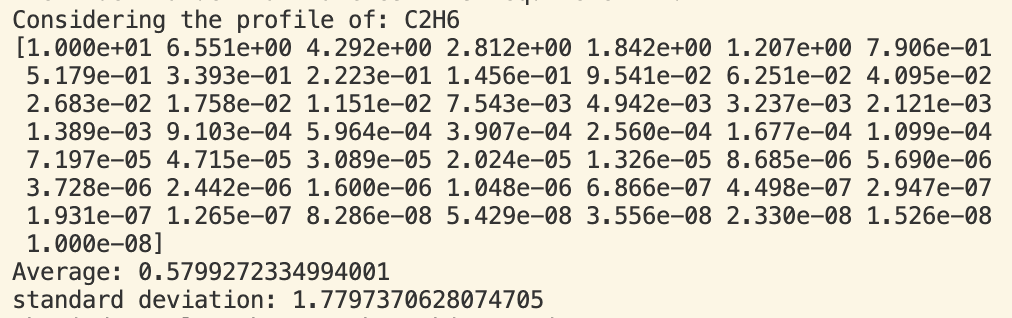 Considering the profile of: C2H6
[1.000e+01 6.551e+00 4.292e+00 2.812e+00 1.842e+00 1.207e+00 7.906e-01
5.179e-01 3.393e-01 2.223e-01 1.456e-01 9.541e-02 6.251e-02 4.095e-02
2.683e-02 1.758e-02 1.151e-02 7.543e-03 4.942e-03 3.237e-03 2.121e-03
1.389e-03 9.103e-04 5.964e-04 3.907e-04 2.560e-04 1.677e-04 1.099e-04
7.197e-05 4.715e-05 3.089e-05 2.024e-05 1.326e-05 8.685e-06 5.690e-06
3.728e-06 2.442e-06 1.600e-06 1.048e-06 6.866e-07 4.498e-07 2.947e-07
1.931e-07 1.265e-07 8.286e-08 5.429e-08 3.556e-08 2.330e-08 1.526e-08
1.000e-08]
Average: 0.5799272334994001
standard deviation: 1.7797370628074705